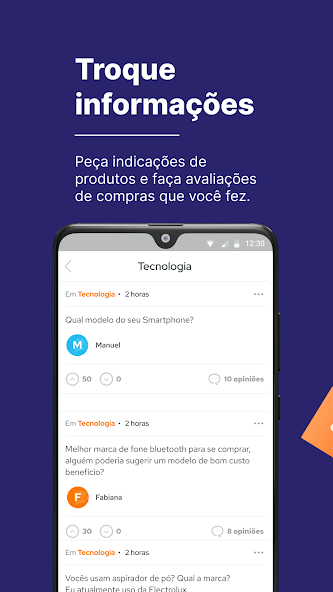 Troque
informações
Peça indicações de
produtos e faça avaliações
de compras que você fez.
12:30
Tecnologia
Em Tecnologia • 2 horas
Qual modelo do seu Smartphone?
M Manuel
50 0 10 opiniões
Em Tecnologia • 2 horas
Melhor marca de fone bluetooth para se comprar,
alguém poderia sugerir um modelo de bom custo
benefício?
F Fabiana
30 0 8 opiniões
Em Tecnologia • 2 horas
Vocês usam aspirador de pó? Qual a marca?
Eu atualmente uso da Electrolux.